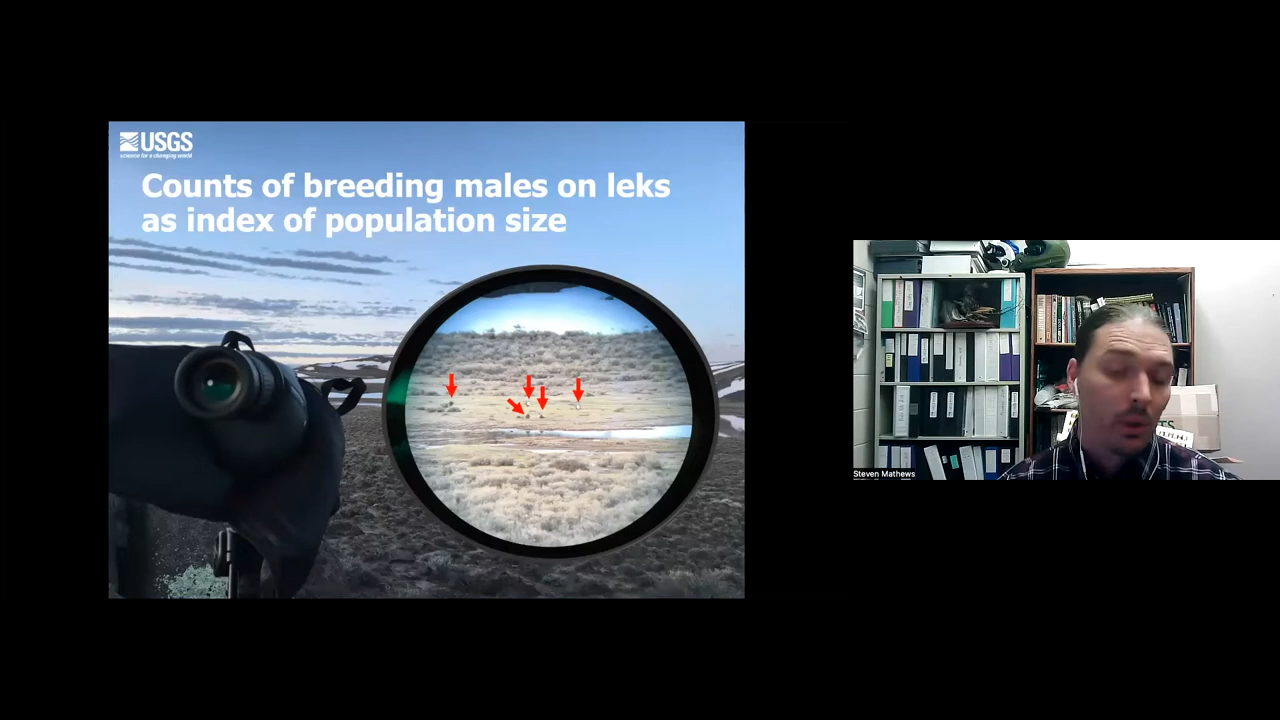 USGS
science for a changing world
Counts of breeding males on leks
as index of population size
Steven Mathews